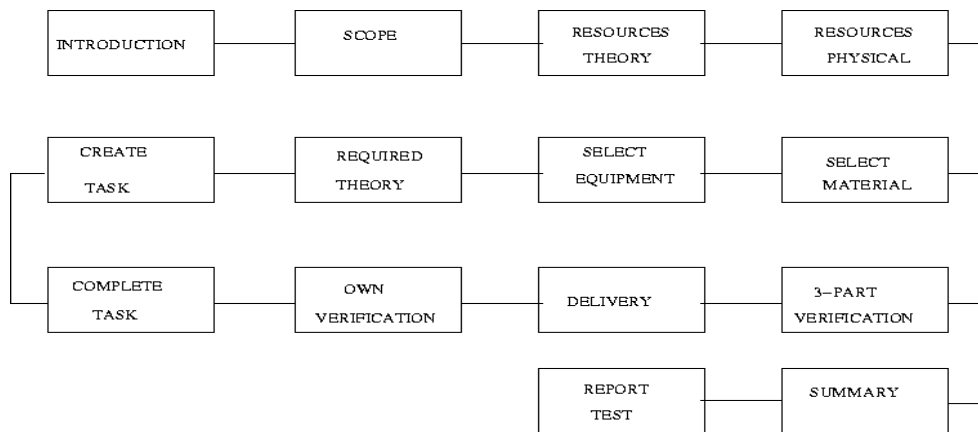 INTRODUCTION
SCOPE
RESOURCES
THEORY
RESOURCES
PHYSICAL
CREATE
TASK
REQUIRED
THEORY
SELECT
EQUIPMENT
SELECT
MATERIAL
COMPLETE
TASK
OWN
VERIFICATION
DELIVERY
3-PART
VERIFICATION
REPORT
TEST
SUMMARY